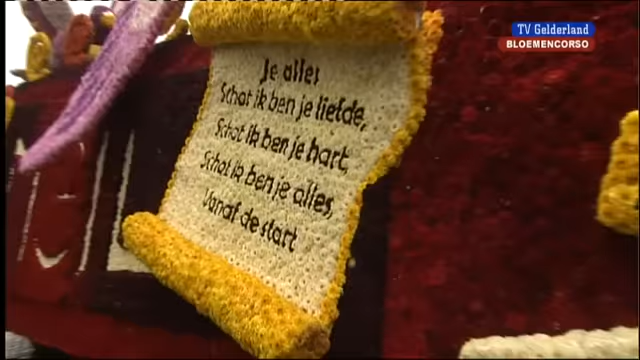 TV Gelderland
BLOEMENCORSO
Je alles
Schat ik ben je liefde,
Schat ik ben je hart,
Schat ik ben je alles,
Vanaf de start